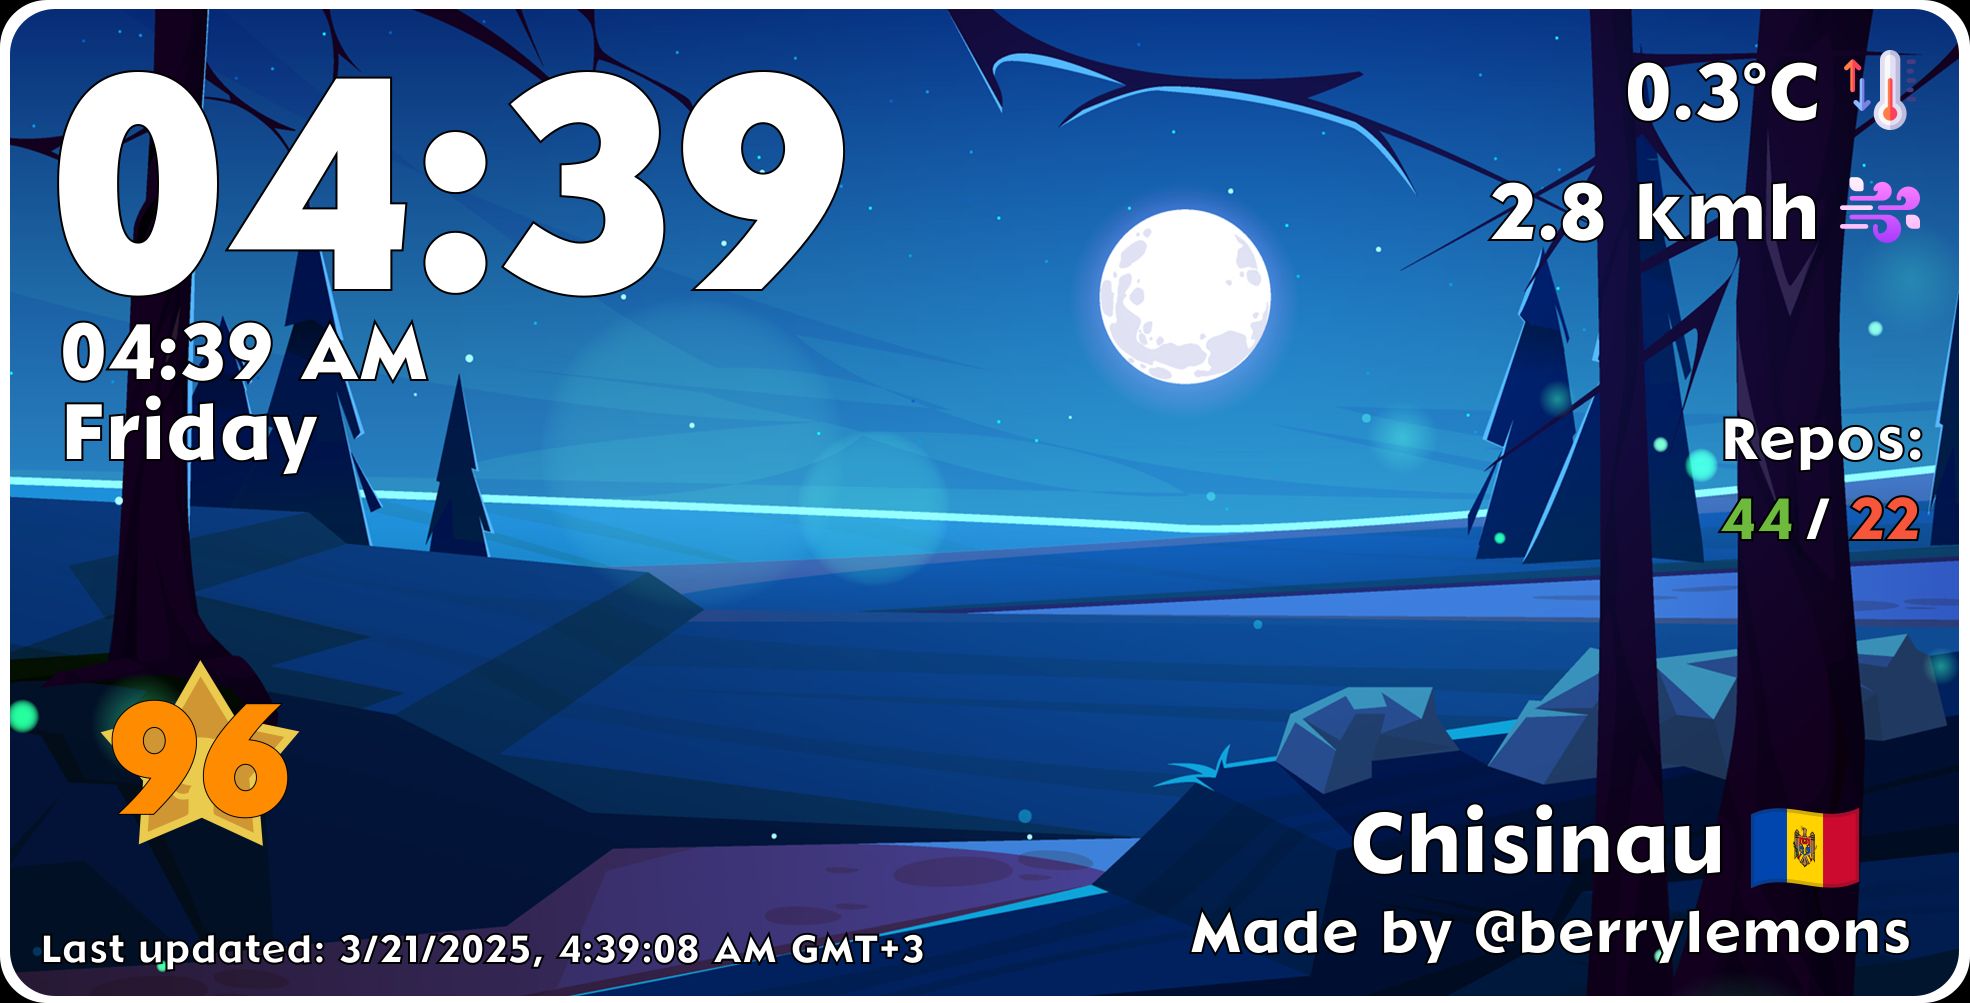 04:39
04:39 AM
Friday
0.3°C
2.8 kmh
Repos:
44 / 22
96
Chisinau
Made by @berrylemons
Last updated: 3/21/2025, 4:39:08 AM GMT+3